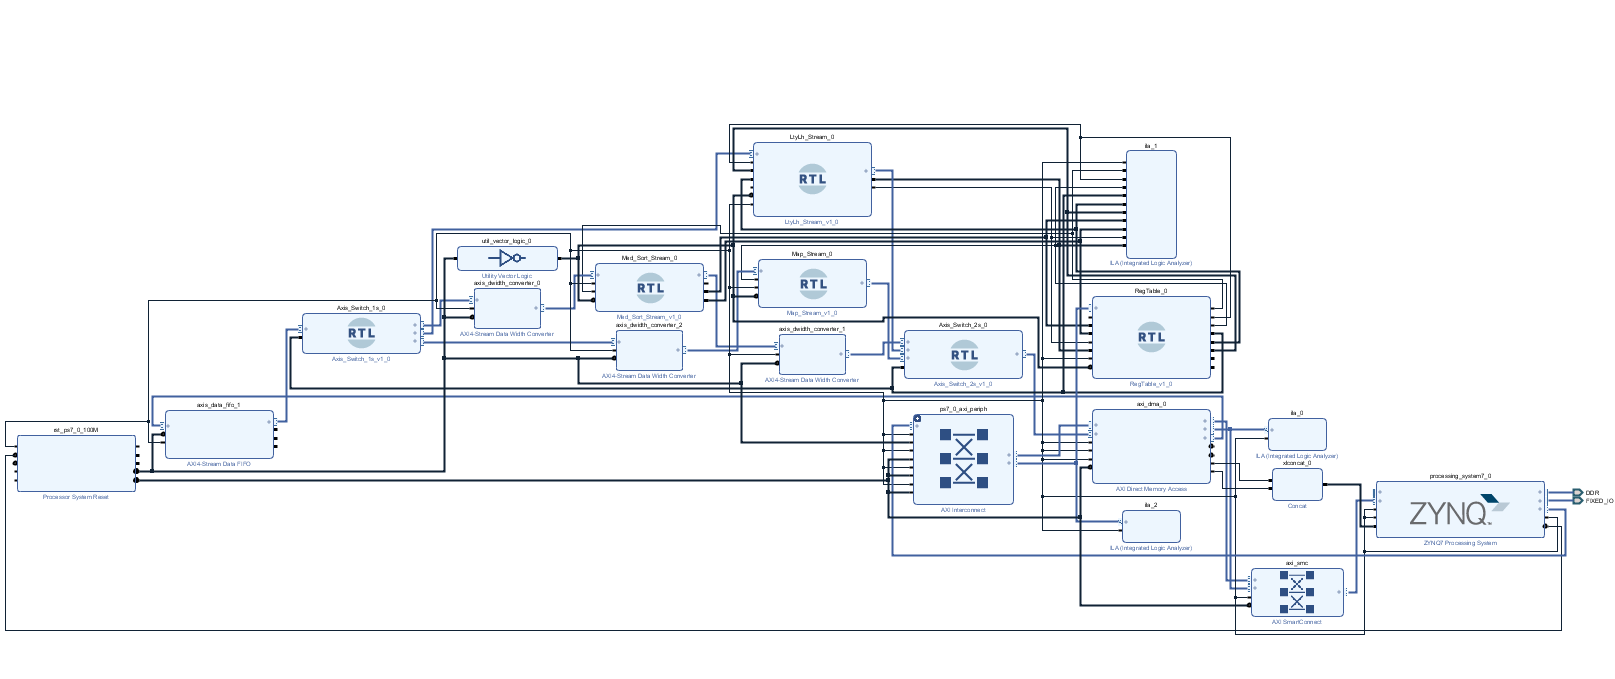 LtyLh_Stream_0
RTL
LtyLh_Stream_v1_0
ila_1
ILA (Integrated Logic Analyzer)
util_vector_logic_0
Utility Vector Logic
Med_Sort_Stream_0
RTL
Med_Sort_Stream_v1_0
Map_Stream_0
RTL
Map_Stream_v1_0
axis_dwidth_converter_0
AXI4-Stream Data Width Converter
RegTable_0
RTL
RegTable_v1_0
Axis_Switch_1s_0
RTL
Axis_Switch_1s_v1_0
axis_dwidth_converter_2
AXI4-Stream Data Width Converter
axis_dwidth_converter_1
AXI4-Stream Data Width Converter
Axis_Switch_2s_0
RTL
Axis_Switch_2s_v1_0
axis_data_fifo_1
AXI4-Stream Data FIFO
rst_ps7_0_100M
Processor System Reset
ps7_0_axi_periph
AXI Interconnect
axi_dma_0
AXI Direct Memory Access
ila_0
ILA (Integrated Logic Analyzer)
xlconcat_0
Concat
ila_2
ILA (Integrated Logic Analyzer)
processing_system7_0
ZYNQ
ZYNQ7 Processing System
DDR
FIXED_IO
axi_smc
AXI SmartConnect